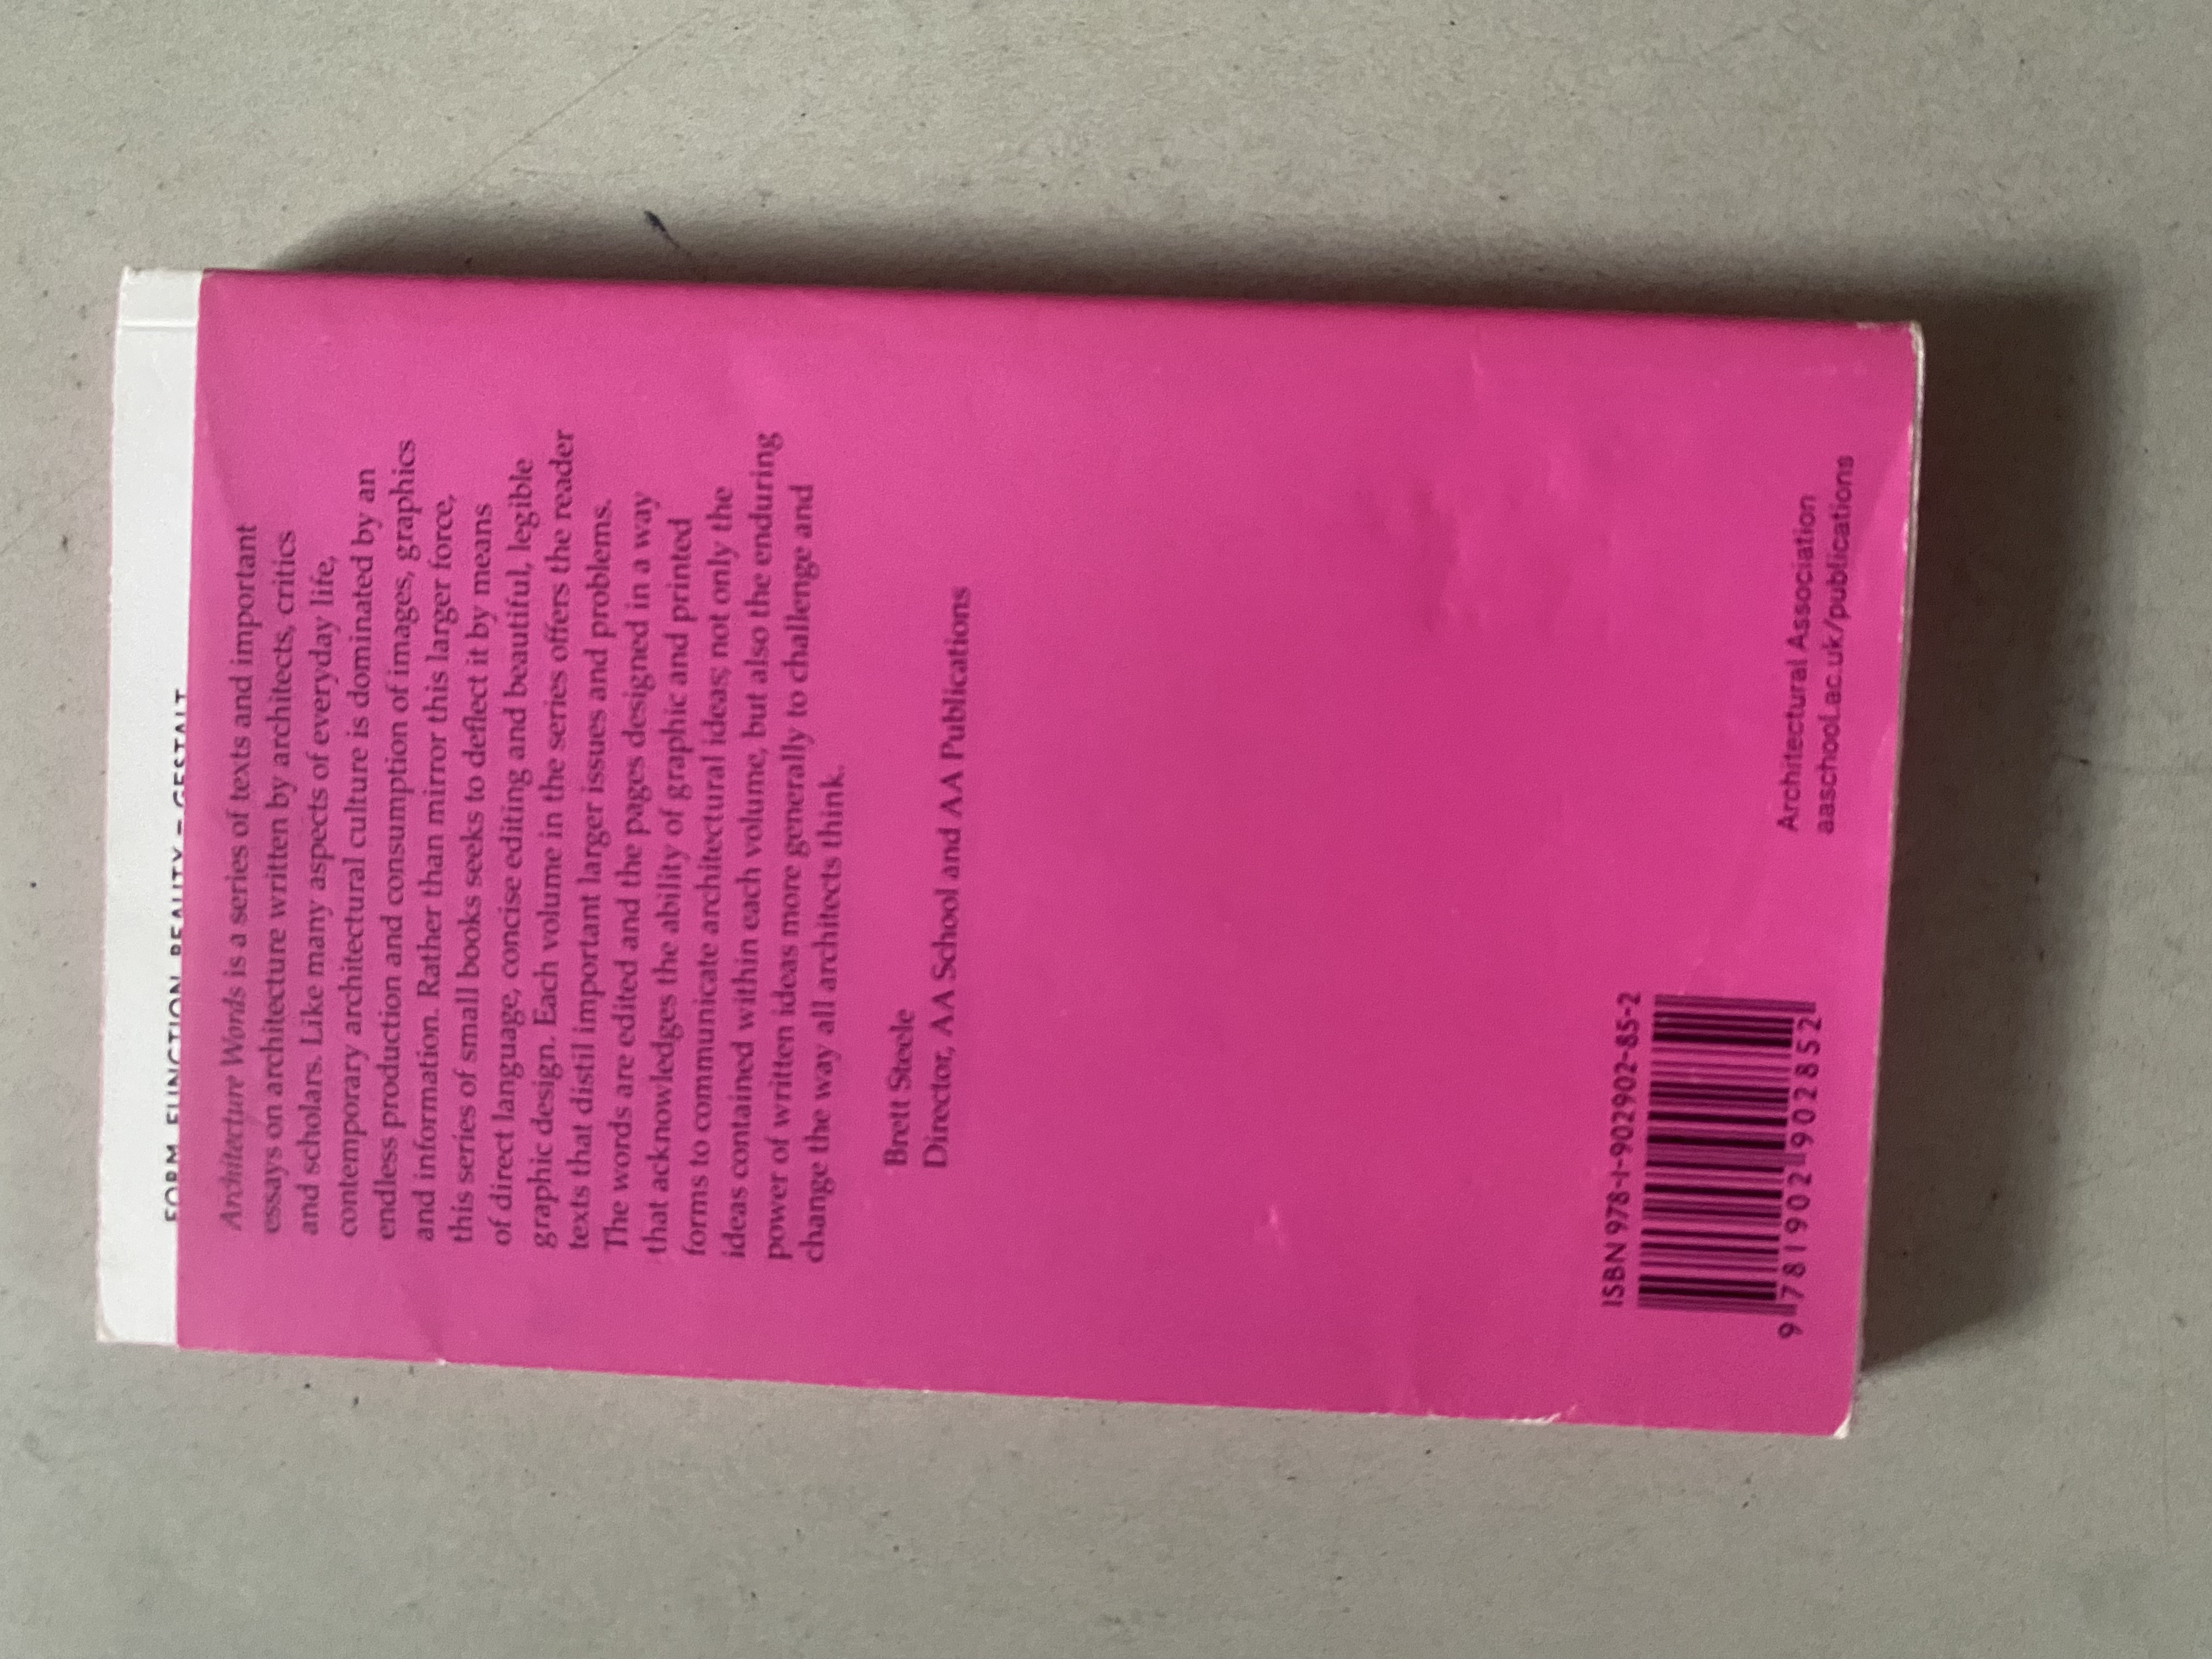 FORM, FUNCTION, BEAUTY = GESTALT
Architecture Words is a series of texts and important
essays on architecture written by architects, critics
and scholars. Like many aspects of everyday life,
contemporary architectural culture is dominated by an
endless production and consumption of images, graphics
and information. Rather than mirror this larger force,
this series of small books seeks to deflect it by means
of direct language, concise editing and beautiful, legible
graphic design. Each volume in the series offers the reader
texts that distil important larger issues and problems.
The words are edited and the pages designed in a way
that acknowledges the ability of graphic and printed
forms to communicate architectural ideas; not only the
ideas contained within each volume, but also the enduring
power of written ideas more generally to challenge and
change the way all architects think.
Brett Steele
Director, AA School and AA Publications
ISBN 978-1-902902-85-2
9 781902 902852
Architectural Association
aaschool.ac.uk/publications